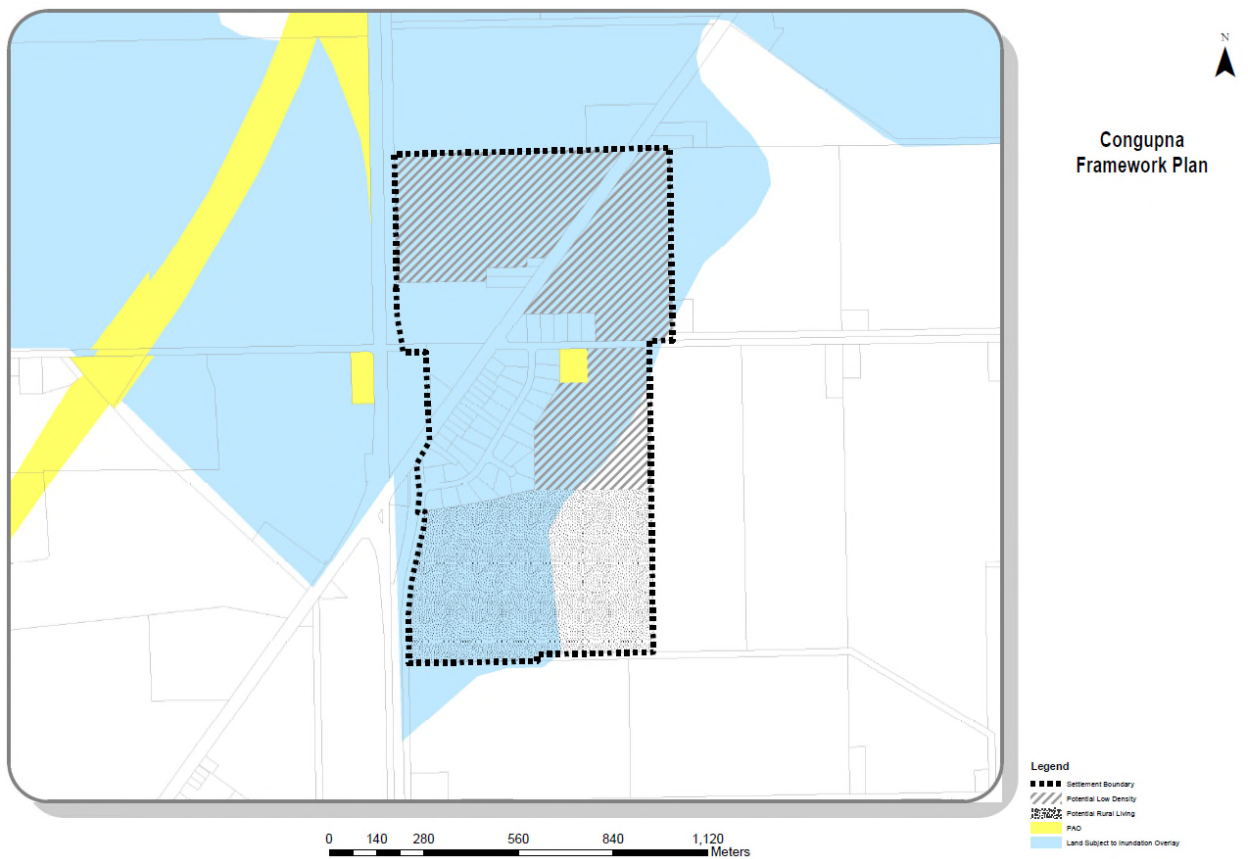 N
Congupna
Framework Plan
Legend
Settlement Boundary
Potential Low Density
Potential Rural Living
PAO
Land Subject to Inundation Overlay
0 140 280 560 840 1,120
Meters